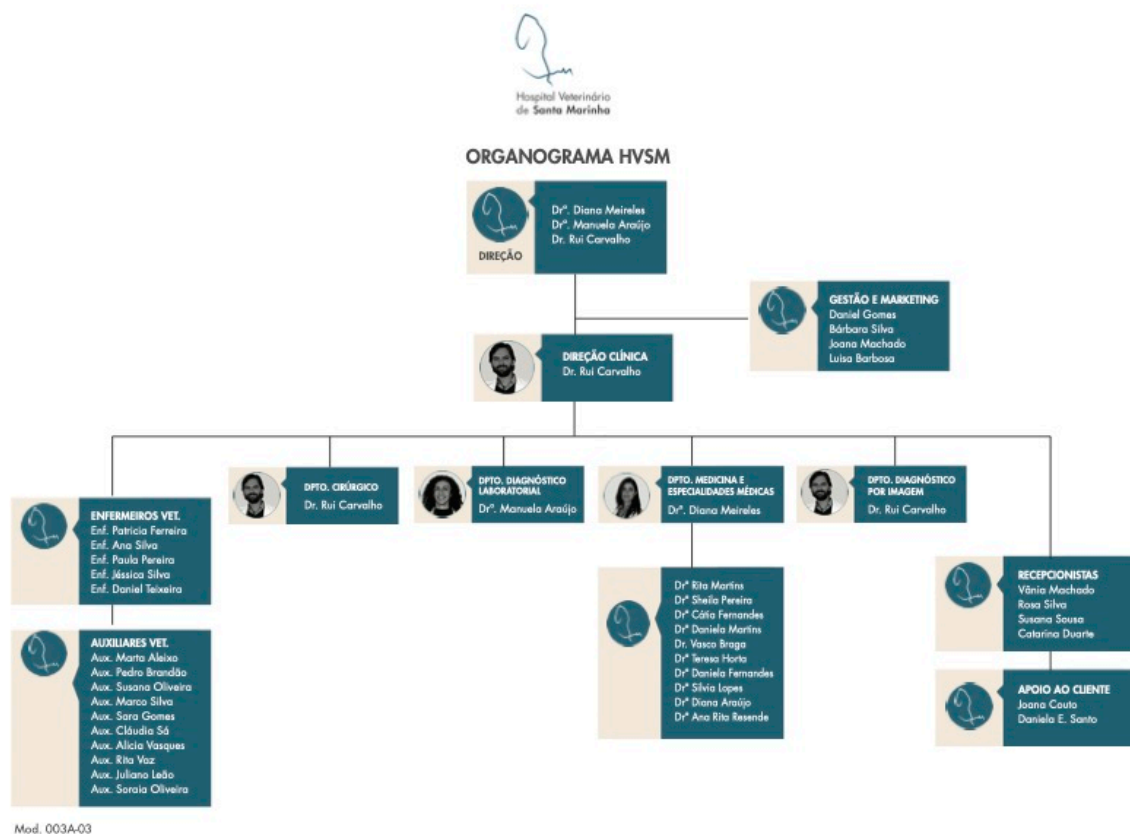 Hospital Veterinário
de Santa Marinha
ORGANOGRAMA HVSM
DIREÇÃO
Drª. Diana Meireles
Drª. Manuela Araújo
Dr. Rui Carvalho
GESTÃO E MARKETING
Daniel Gomes
Bárbara Silva
Joana Machado
Luisa Barbosa
DIREÇÃO CLÍNICA
Dr. Rui Carvalho
DPTO. CIRÚRGICO
Dr. Rui Carvalho
DPTO. DIAGNÓSTICO
LABORATORIAL
Drª. Manuela Araújo
DPTO. MEDICINA E
ESPECIALIDADES MÉDICAS
Drª. Diana Meireles
DPTO. DIAGNÓSTICO
POR IMAGEM
Dr. Rui Carvalho
ENFERMEIROS VET.
Enf. Patricia Ferreira
Enf. Ana Silva
Enf. Paula Pereira
Enf. Jéssica Silva
Enf. Daniel Teixeira
AUXILIARES VET.
Aux. Marta Aleixo
Aux. Pedro Brandão
Aux. Susana Oliveira
Aux. Marco Silva
Aux. Sara Gomes
Aux. Cláudia Sá
Aux. Alicia Vasques
Aux. Rita Vaz
Aux. Juliano Leão
Aux. Soraia Oliveira
Drª Rita Martins
Drª Sheila Pereira
Drª Cátia Fernandes
Drª Daniela Martins
Dr. Vasco Braga
Drª Teresa Horta
Drª Daniela Fernandes
Drª Silvia Lopes
Drª Diana Araújo
Drª Ana Rita Resende
RECEPCIONISTAS
Vânia Machado
Rosa Silva
Susana Sousa
Catarina Duarte
APOIO AO CLIENTE
Joana Couto
Daniela E. Santo
Mod. 003A-03